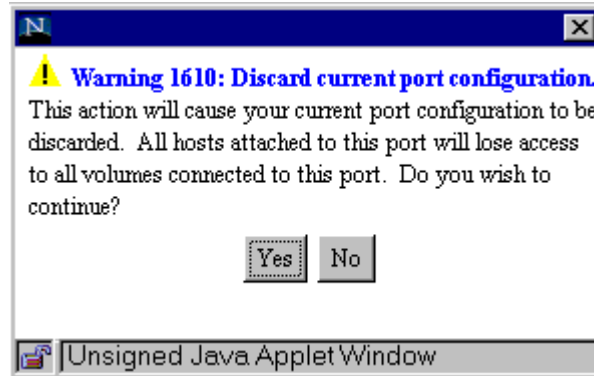 N
Warning 1610: Discard current port configuration.
This action will cause your current port configuration to be
discarded. All hosts attached to this port will lose access
to all volumes connected to this port. Do you wish to
continue?
Yes No
Unsigned Java Applet Window